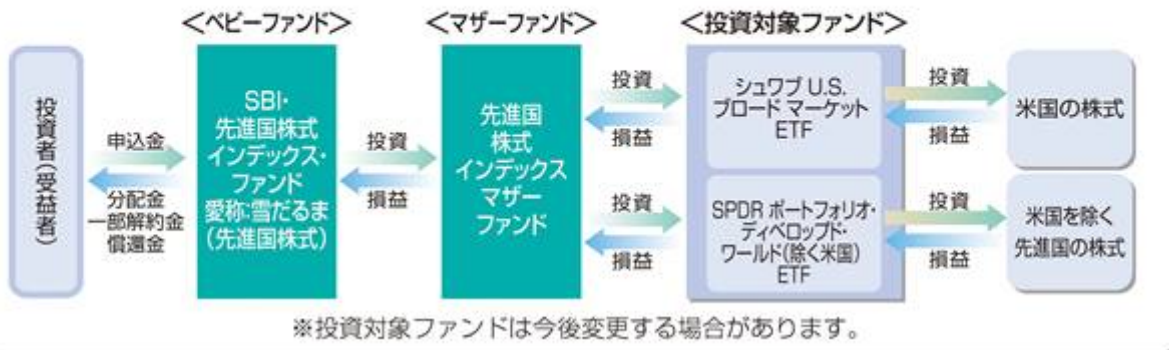 <ベビーファンド>
<マザーファンド>
<投資対象ファンド>
投資者(受益者)
申込金
分配金
一部解約金
償還金
SBI・
先進国株式
インデックス・
ファンド
愛称:雪だるま
(先進国株式)
投資
損益
先進国
株式
インデックス
マザー
ファンド
投資
損益
投資
損益
シュワブ U.S.
ブロード マーケット
ETF
SPDR ポートフォリオ・
ディベロップド・
ワールド(除く米国)
ETF
投資
損益
投資
損益
米国の株式
米国を除く
先進国の株式
※投資対象ファンドは今後変更する場合があります。